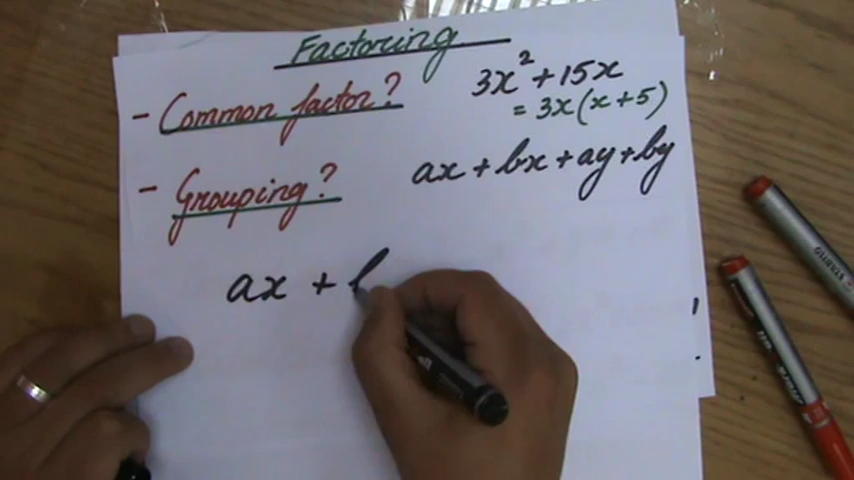 Factoring
- Common factor?
3x² + 15x
= 3x(x + 5)
- Grouping?
ax + bx + ay + by
ax + b